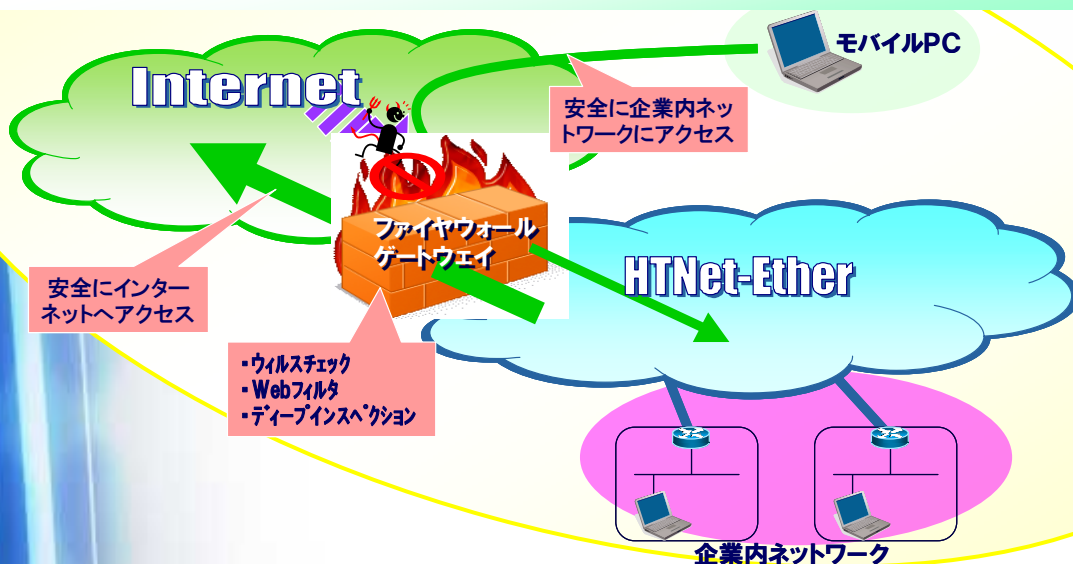 Internet
モバイルPC
安全に企業内ネッ
トワークにアクセス
ファイヤウォール
ゲートウェイ
HTNet-Ether
安全にインター
ネットへアクセス
・ウィルスチェック
・Webフィルタ
・ディープインスペクション
企業内ネットワーク